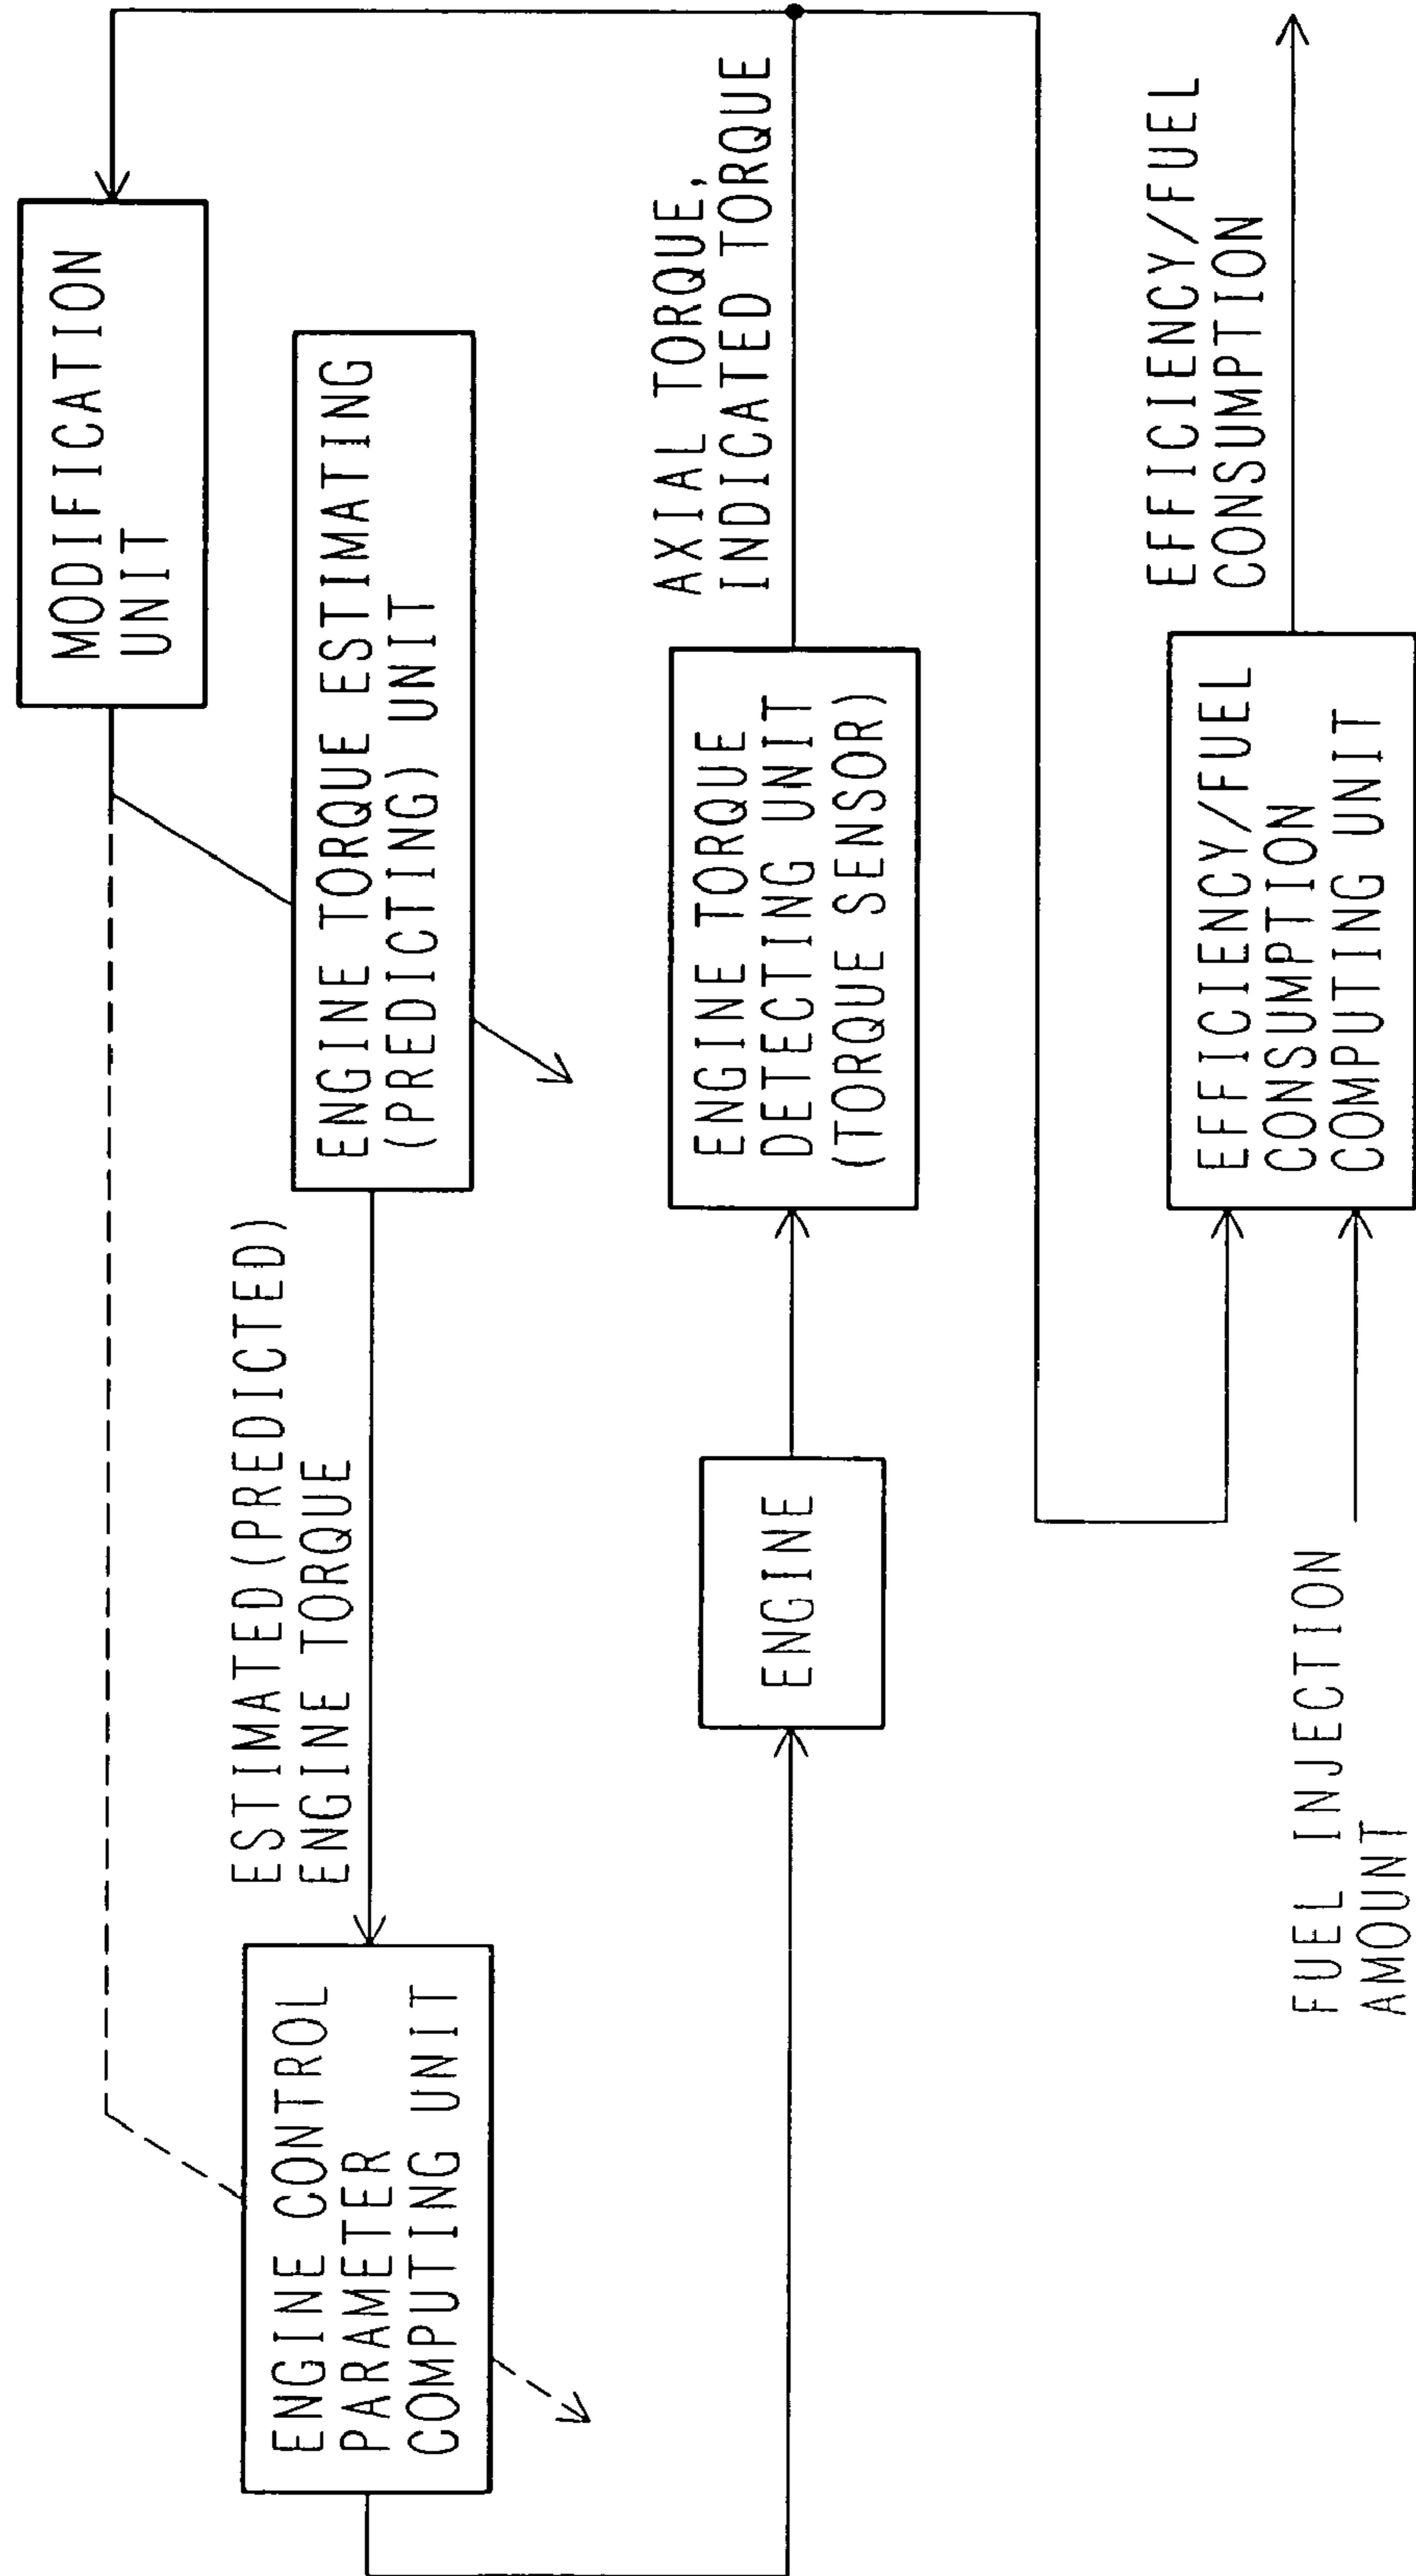 MODIFICATION
UNIT
ENGINE TORQUE ESTIMATING
(PREDICTING) UNIT
ESTIMATED(PREDICTED)
ENGINE TORQUE
ENGINE CONTROL
PARAMETER
COMPUTING UNIT
AXIAL TORQUE,
INDICATED TORQUE
ENGINE TORQUE
DETECTING UNIT
(TORQUE SENSOR)
ENGINE
EFFICIENCY/FUEL
CONSUMPTION
EFFICIENCY/FUEL
CONSUMPTION
COMPUTING UNIT
FUEL INJECTION
AMOUNT